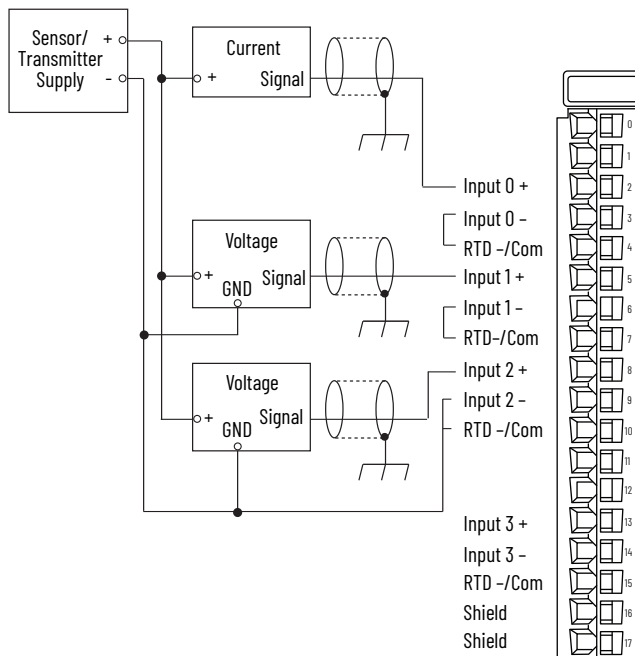 Sensor/
Transmitter
Supply
+
-
Current
+
Signal
Voltage
+
Signal
GND
Voltage
+
Signal
GND
Input 0 +
Input 0 –
RTD –/Com
Input 1 +
Input 1 –
RTD–/Com
Input 2 +
Input 2 –
RTD –/Com
Input 3 +
Input 3 –
RTD –/Com
Shield
Shield
0
1
2
3
4
5
6
7
8
9
10
11
12
13
14
15
16
17